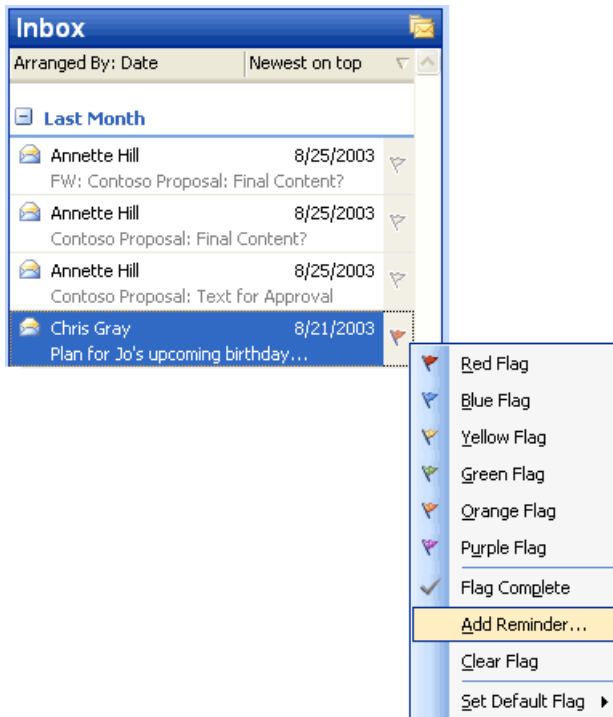 Inbox
Arranged By: Date Newest on top
Last Month
Annette Hill 8/25/2003
FW: Contoso Proposal: Final Content?
Annette Hill 8/25/2003
Contoso Proposal: Final Content?
Annette Hill 8/25/2003
Contoso Proposal: Text for Approval
Chris Gray 8/21/2003
Plan for Jo's upcoming birthday...
Red Flag
Blue Flag
Yellow Flag
Green Flag
Orange Flag
Purple Flag
Flag Complete
Add Reminder...
Clear Flag
Set Default Flag